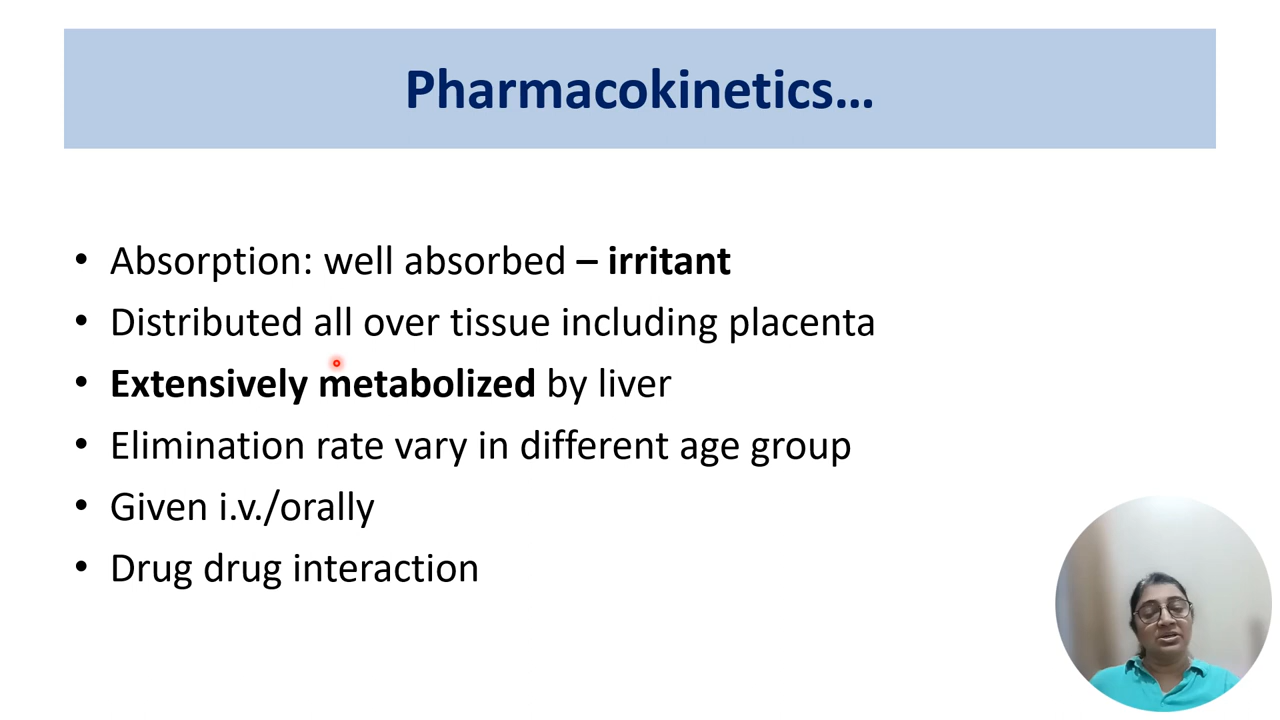 Pharmacokinetics...
• Absorption: well absorbed – irritant
• Distributed all over tissue including placenta
• Extensively metabolized by liver
• Elimination rate vary in different age group
• Given i.v./orally
• Drug drug interaction